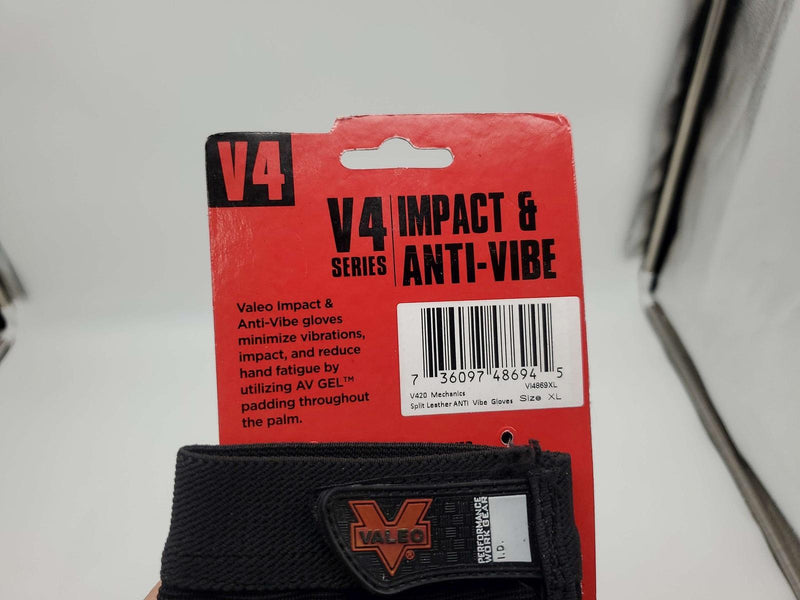 V4
V4 SERIES
IMPACT &
ANTI-VIBE
Valeo Impact &
Anti-Vibe gloves
minimize vibrations,
impact, and reduce
hand fatigue by
utilizing AV GEL™
padding throughout
the palm.
7 36097 48694 5
VI4869XL
V420 Mechanics
Split Leather ANTI Vibe Gloves Size XL
VALEO
®
PERFORMANCE
WORK GEAR
I.D.